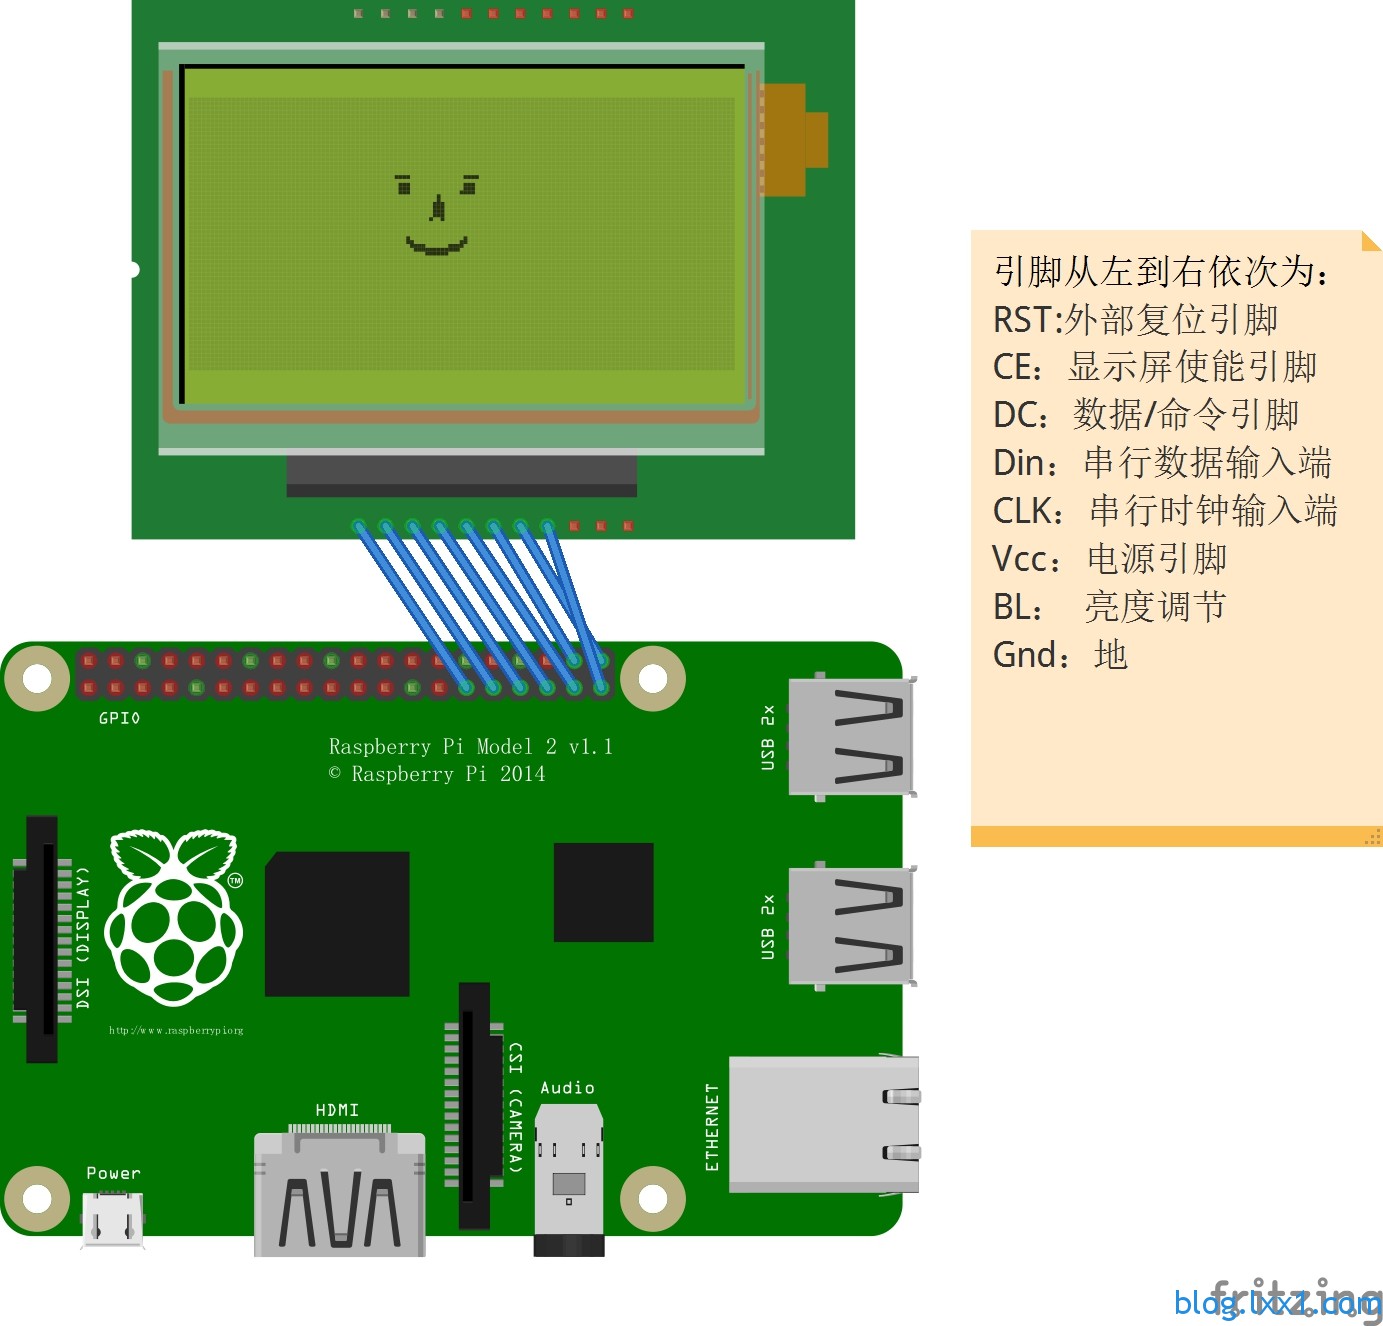 引脚从左到右依次为：
RST:外部复位引脚
CE：显示屏使能引脚
DC：数据/命令引脚
Din：串行数据输入端
CLK：串行时钟输入端
Vcc：电源引脚
BL：亮度调节
Gnd：地
GPIO
Raspberry Pi Model 2 v1.1
© Raspberry Pi 2014
USB 2x
DSI (DISPLAY)
TM
USB 2x
http://www.raspberrypi.org
CSI (CAMERA)
Audio
ETHERNET
HDMI
Power
fritzing
blog.lxx1.com